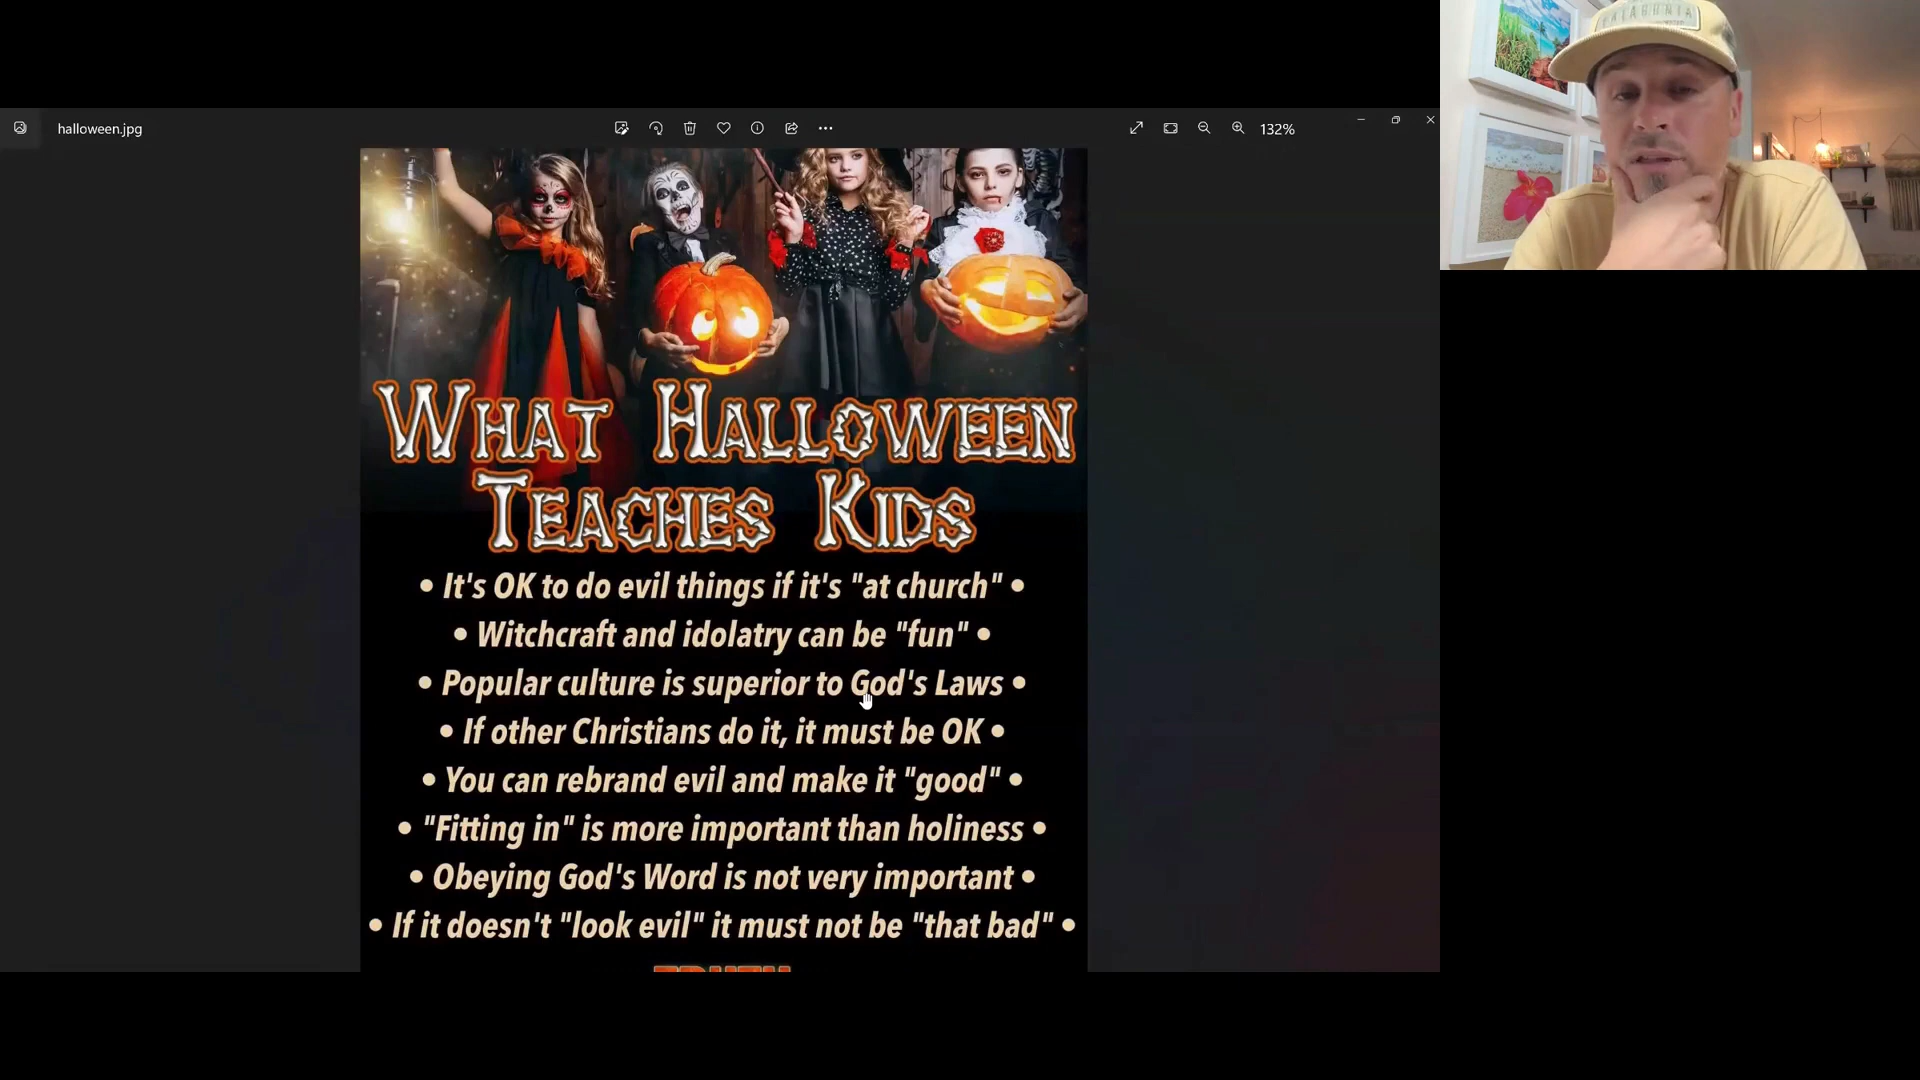 halloween.jpg
132%
PATAGONIA
What Halloween
Teaches Kids
• It's OK to do evil things if it's "at church" •
• Witchcraft and idolatry can be "fun" •
• Popular culture is superior to God's Laws •
• If other Christians do it, it must be OK •
• You can rebrand evil and make it "good" •
• "Fitting in" is more important than holiness •
• Obeying God's Word is not very important •
• If it doesn't "look evil" it must not be "that bad" •